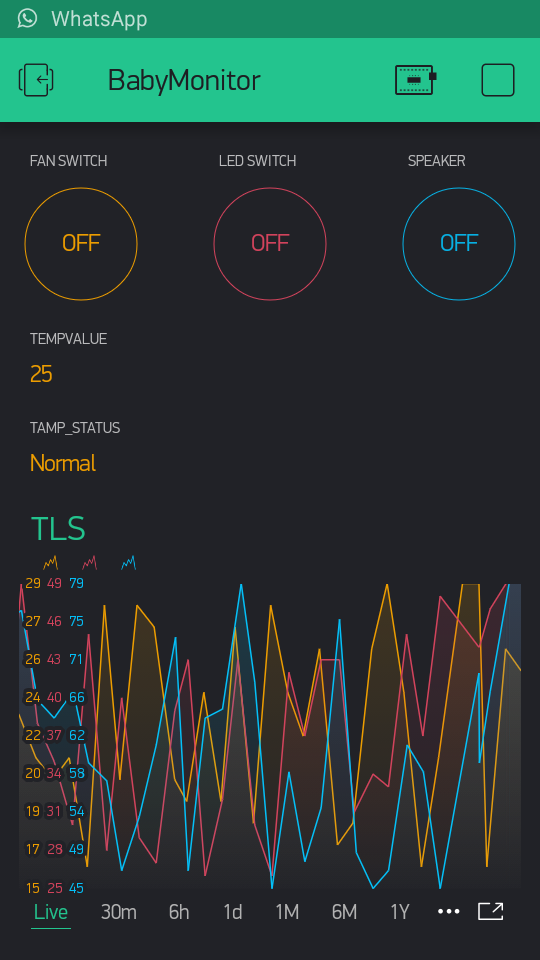 WhatsApp
BabyMonitor
FAN SWITCH LED SWITCH SPEAKER
OFF OFF OFF
TEMPVALUE
25
TAMP_STATUS
Normal
TLS
29 49 79
27 46 75
26 43 71
24 40 66
22 37 62
20 34 58
19 31 54
17 28 49
15 25 45
Live 30m 6h 1d 1M 6M 1Y